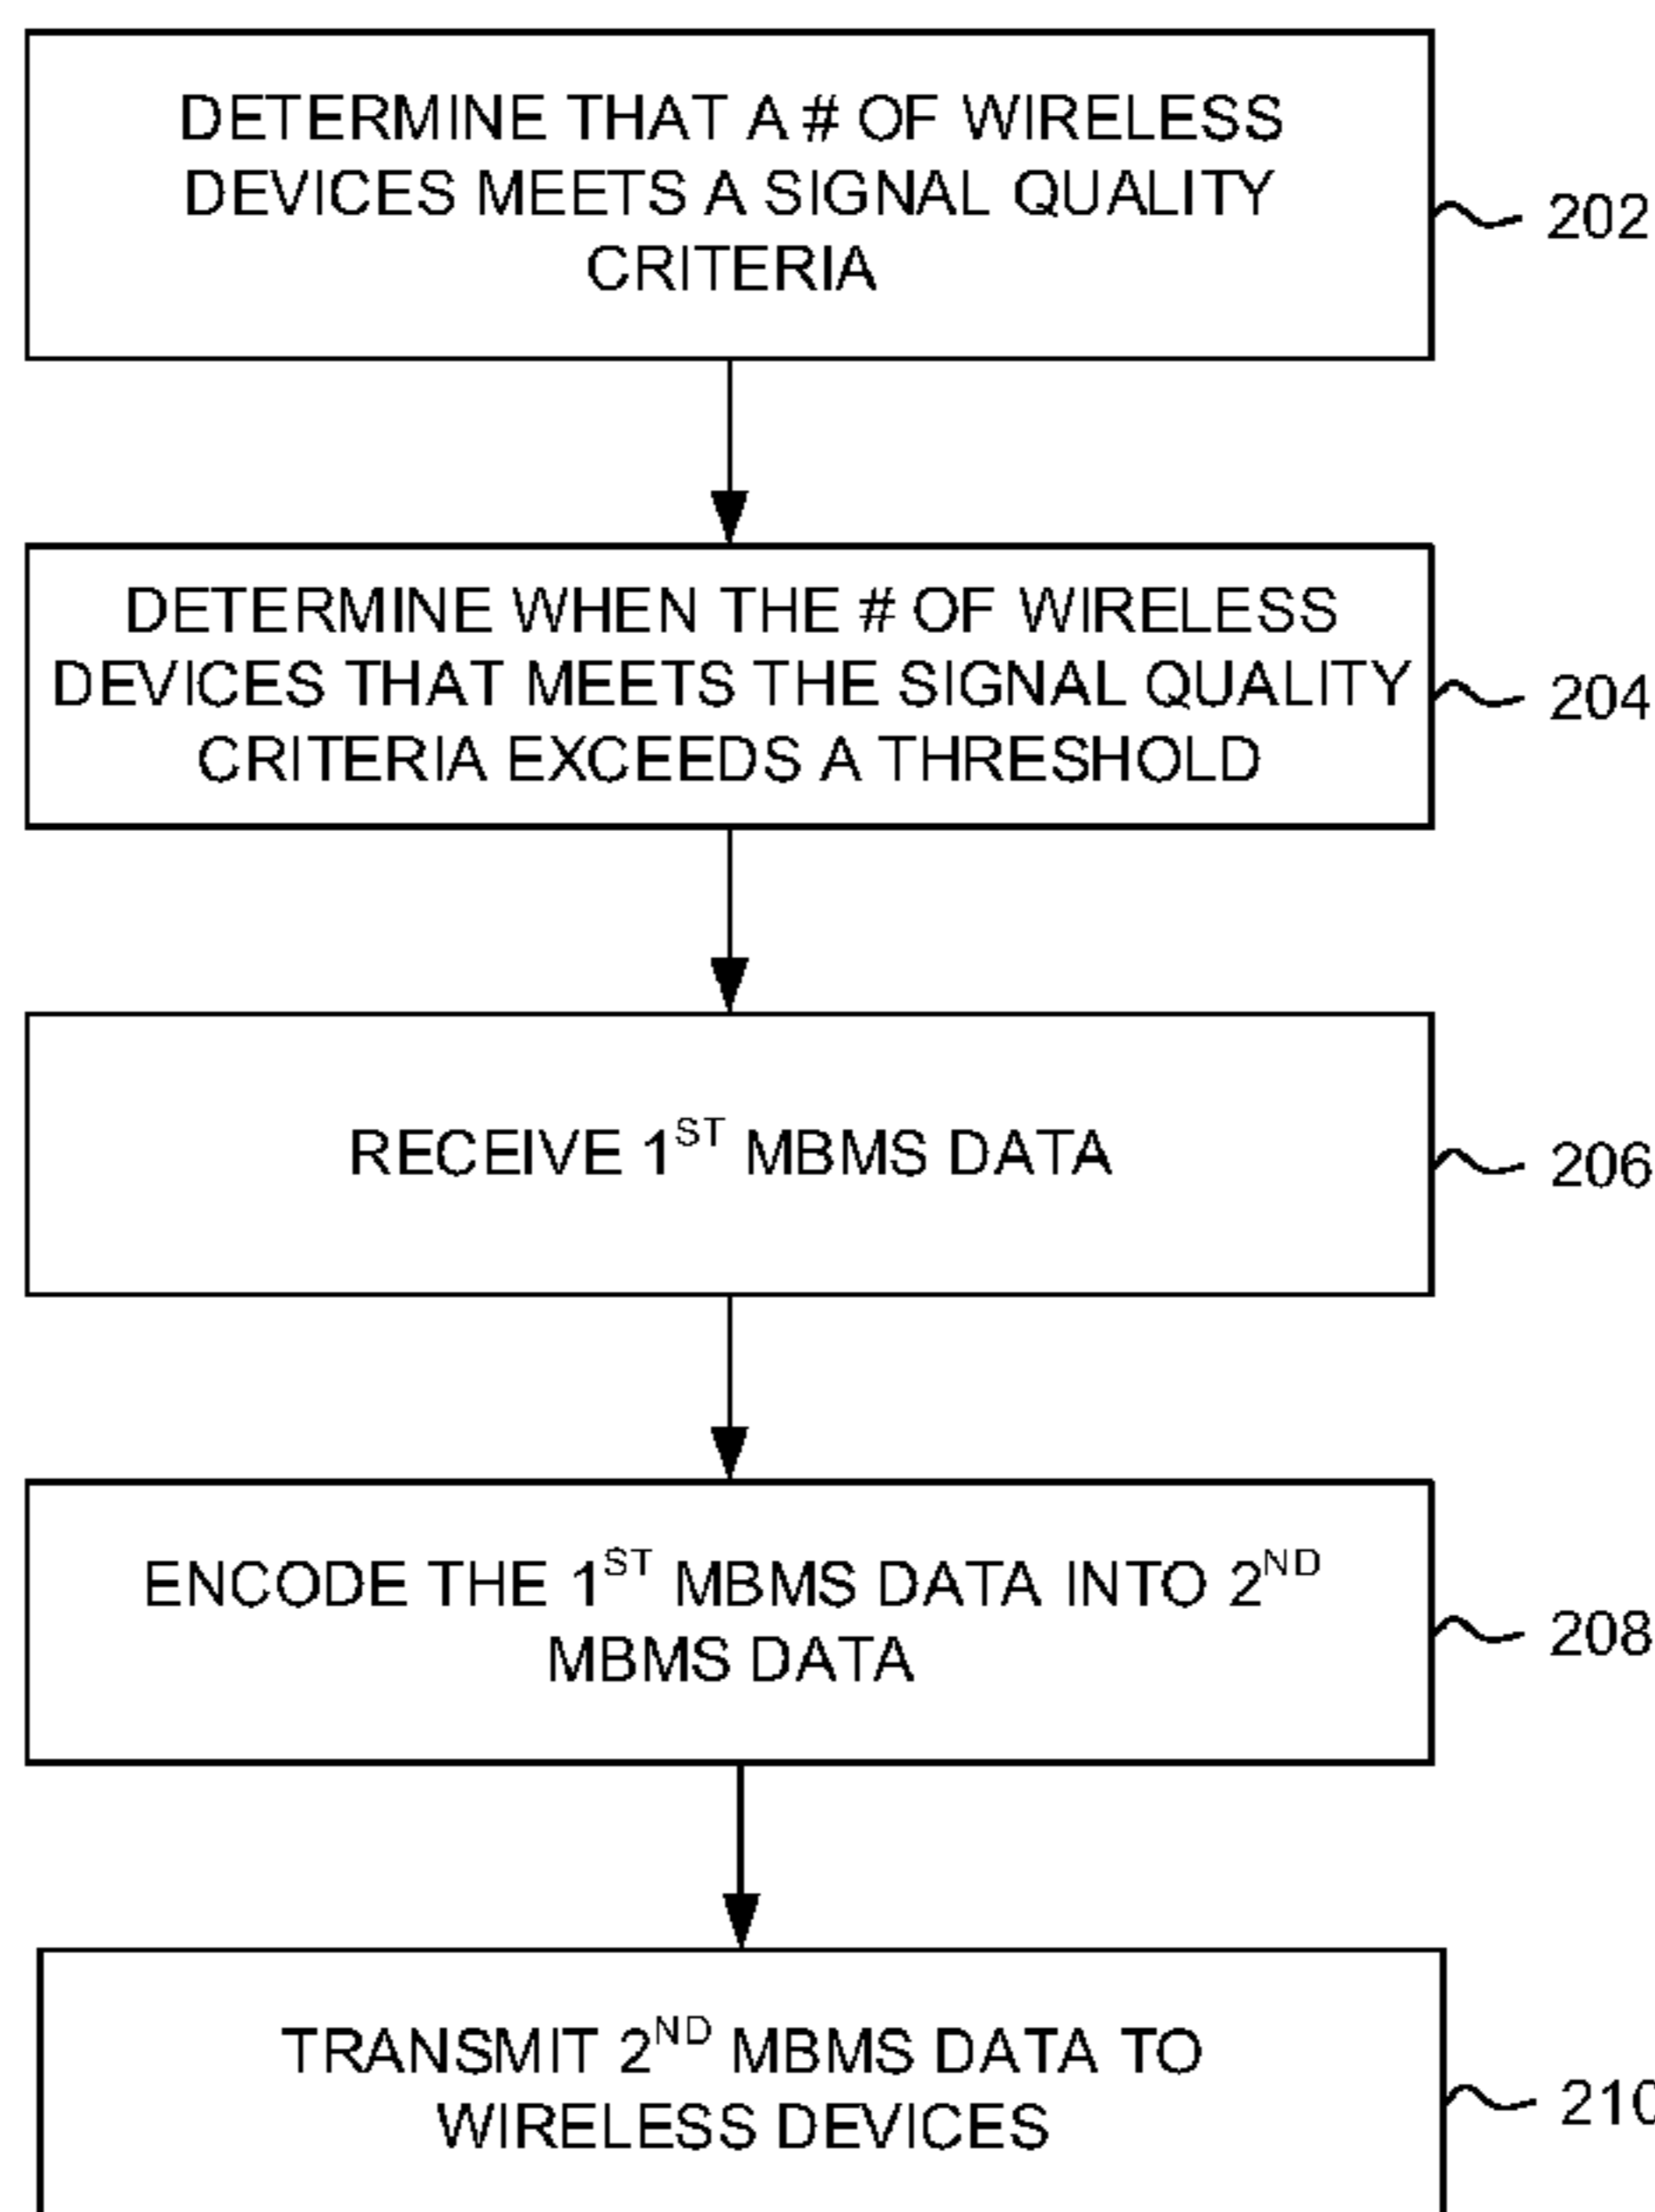 DETERMINE THAT A # OF WIRELESS
DEVICES MEETS A SIGNAL QUALITY
CRITERIA
202
DETERMINE WHEN THE # OF WIRELESS
DEVICES THAT MEETS THE SIGNAL QUALITY
CRITERIA EXCEEDS A THRESHOLD
204
RECEIVE 1ST MBMS DATA
206
ENCODE THE 1ST MBMS DATA INTO 2ND
MBMS DATA
208
TRANSMIT 2ND MBMS DATA TO
WIRELESS DEVICES
210